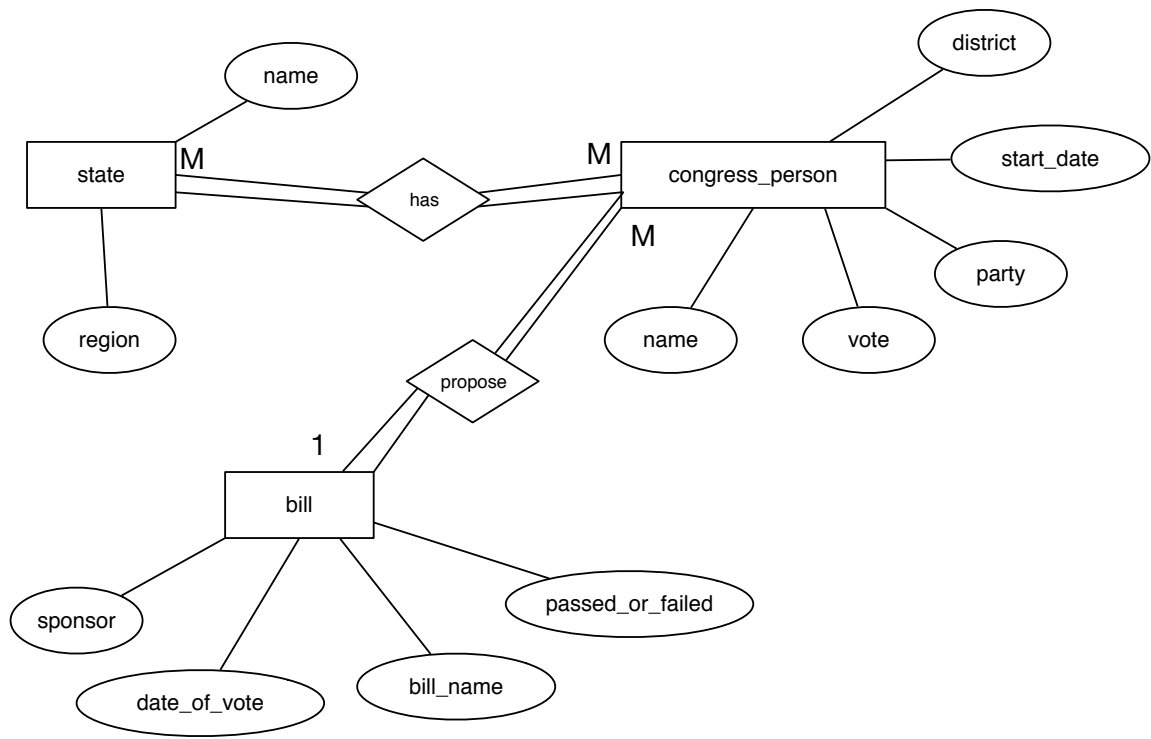 district
name
start_date
M
M
state
congress_person
has
M
party
region
name
vote
propose
1
bill
passed_or_failed
sponsor
bill_name
date_of_vote